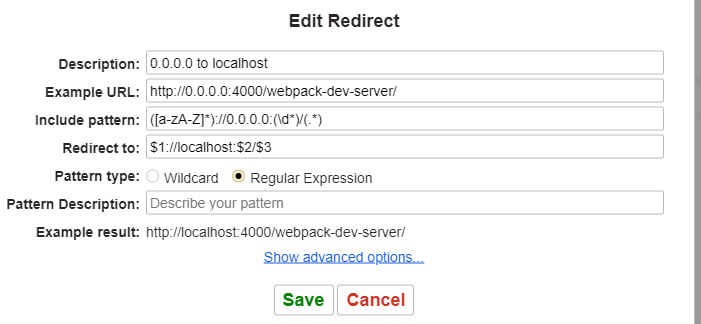 Edit Redirect
Description: 0.0.0.0 to localhost
Example URL: http://0.0.0.0:4000/webpack-dev-server/
Include pattern: ([a-zA-Z]*)://0.0.0.0:(\d*)/(.*)
Redirect to: $1://localhost:$2/$3
Pattern type: Wildcard Regular Expression
Pattern Description: Describe your pattern
Example result: http://localhost:4000/webpack-dev-server/
Show advanced options...
Save Cancel